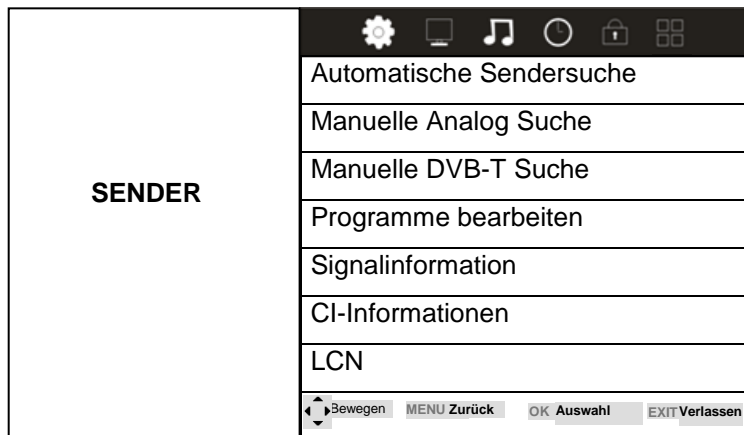 SENDER
Automatische Sendersuche
Manuelle Analog Suche
Manuelle DVB-T Suche
Programme bearbeiten
Signalinformation
CI-Informationen
LCN
Bewegen MENU Zurück OK Auswahl EXIT Verlassen